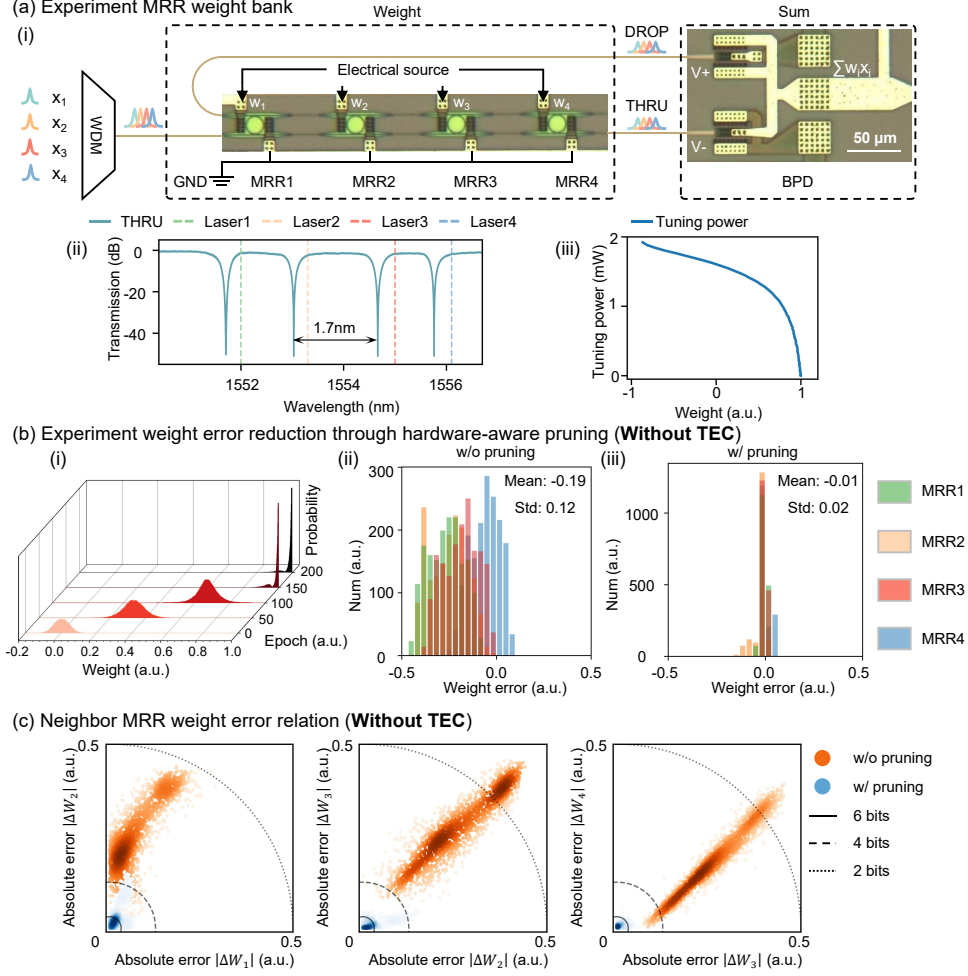 (a) Experiment MRR weight bank
(i)
Weight
Sum
DROP
Electrical source
V+
∑wᵢxᵢ
x₁
x₂
x₃
x₄
WDM
w₁
w₂
w₃
w₄
THRU
V-
50 μm
GND
MRR1
MRR2
MRR3
MRR4
BPD
THRU
Laser1
Laser2
Laser3
Laser4
Tuning power
(ii)
Transmission (dB)
0
-20
-40
1.7nm
1552
1554
1556
Wavelength (nm)
(iii)
Tuning power (mW)
2
1
0
-1
0
1
Weight (a.u.)
(b) Experiment weight error reduction through hardware-aware pruning (Without TEC)
(i)
Probability
200
150
100
50
0
Epoch (a.u.)
-0.2
0.0
0.2
0.4
0.6
0.8
1.0
Weight (a.u.)
(ii)
w/o pruning
Mean: -0.19
Std: 0.12
Num (a.u.)
300
200
100
0
-0.5
0.0
0.5
Weight error (a.u.)
(iii)
w/ pruning
Mean: -0.01
Std: 0.02
Num (a.u.)
1000
500
0
-0.5
0.0
0.5
Weight error (a.u.)
MRR1
MRR2
MRR3
MRR4
(c) Neighbor MRR weight error relation (Without TEC)
0.5
Absolute error |ΔW₂| (a.u.)
0
0.5
Absolute error |ΔW₁| (a.u.)
0.5
Absolute error |ΔW₃| (a.u.)
0
0.5
Absolute error |ΔW₂| (a.u.)
0.5
Absolute error |ΔW₄| (a.u.)
0
0.5
Absolute error |ΔW₃| (a.u.)
w/o pruning
w/ pruning
6 bits
4 bits
2 bits